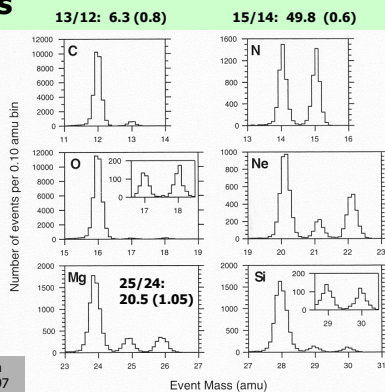 s
13/12: 6.3 (0.8) 15/14: 49.8 (0.6)
Number of events per 0.10 amu bin
C
12000
10000
8000
6000
4000
2000
0
11 12 13 14
N
1600
1200
800
400
0
13 14 15 16
O
12000
10000
8000
6000
4000
2000
0
200
100
0
17 18
15 16 17 18 19
Ne
1000
800
600
400
200
0
19 20 21 22 23
Mg
2000
1500
1000
500
0
25/24:
20.5 (1.05)
23 24 25 26 27
Si
2000
1500
1000
500
0
200
100
0
29 30
27 28 29 30 31
07
Event Mass (amu)